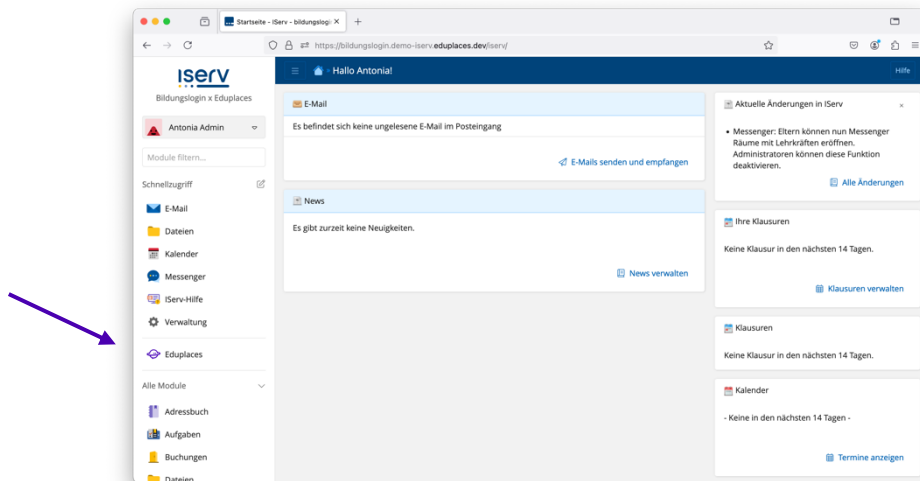 Startseite - IServ - bildungslogi
https://bildungslogin.demo-iserv.eduplaces.dev/iserv/
IServ
Bildungslogin x Eduplaces
Antonia Admin
Module filtern...
Schnellzugriff
E-Mail
Dateien
Kalender
Messenger
IServ-Hilfe
Verwaltung
Eduplaces
Alle Module
Adressbuch
Aufgaben
Buchungen
Dateien
Hallo Antonia!
Hilfe
E-Mail
Es befindet sich keine ungelesene E-Mail im Posteingang
E-Mails senden und empfangen
News
Es gibt zurzeit keine Neuigkeiten.
News verwalten
Aktuelle Änderungen in IServ
• Messenger: Eltern können nun Messenger
Räume mit Lehrkräften eröffnen.
Administratoren können diese Funktion
deaktivieren.
Alle Änderungen
Ihre Klausuren
Keine Klausur in den nächsten 14 Tagen.
Klausuren verwalten
Klausuren
Keine Klausur in den nächsten 14 Tagen.
Kalender
- Keine in den nächsten 14 Tagen -
Termine anzeigen